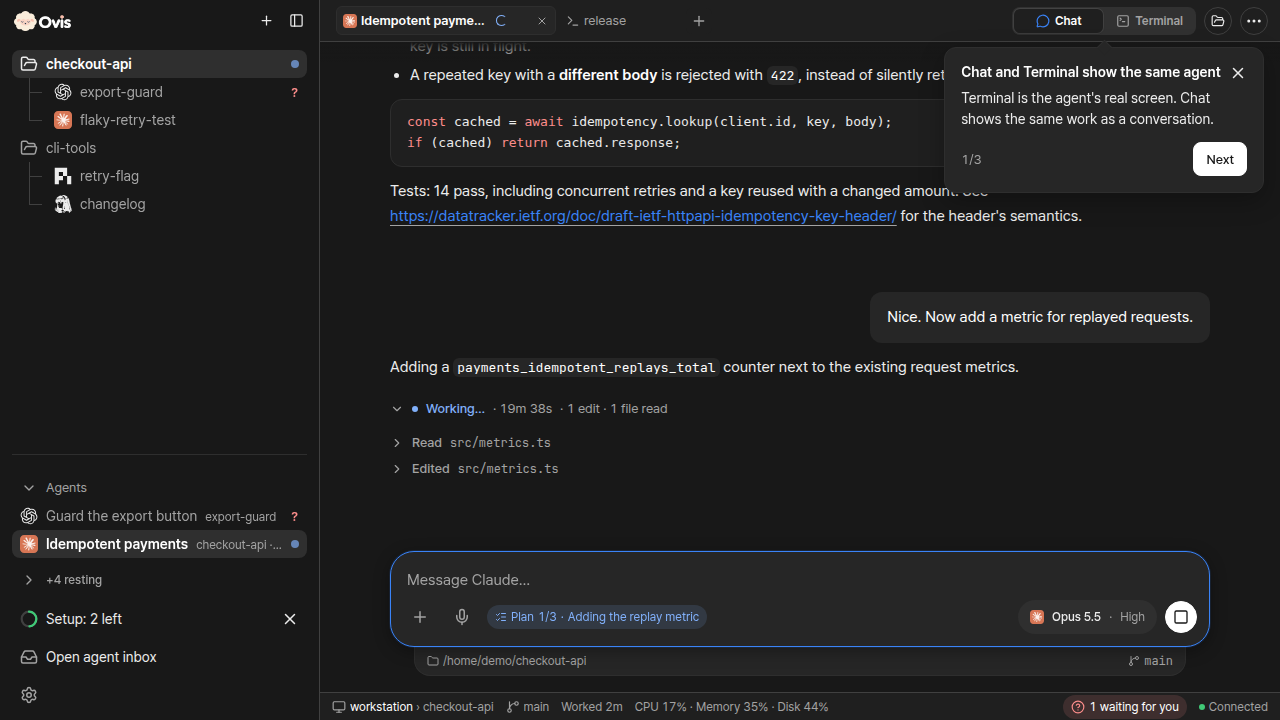 Ovis
checkout-api
export-guard ?
flaky-retry-test
cli-tools
retry-flag
changelog
Agents
Guard the export button export-guard ?
Idempotent payments checkout-api ·...
+4 resting
Setup: 2 left
Open agent inbox
Idempotent payme...
release
Chat
Terminal
key is still in flight.
• A repeated key with a different body is rejected with 422, instead of silently ret
const cached = await idempotency.lookup(client.id, key, body);
if (cached) return cached.response;
Tests: 14 pass, including concurrent retries and a key reused with a changed amount. See
https://datatracker.ietf.org/doc/draft-ietf-httpapi-idempotency-key-header/ for the header's semantics.
Chat and Terminal show the same agent
Terminal is the agent's real screen. Chat
shows the same work as a conversation.
1/3
Next
Nice. Now add a metric for replayed requests.
Adding a payments_idempotent_replays_total counter next to the existing request metrics.
Working... · 19m 38s · 1 edit · 1 file read
Read src/metrics.ts
Edited src/metrics.ts
Message Claude...
Plan 1/3 · Adding the replay metric
Opus 5.5 · High
/home/demo/checkout-api
main
workstation › checkout-api
main
Worked 2m
CPU 17% · Memory 35% · Disk 44%
1 waiting for you
Connected